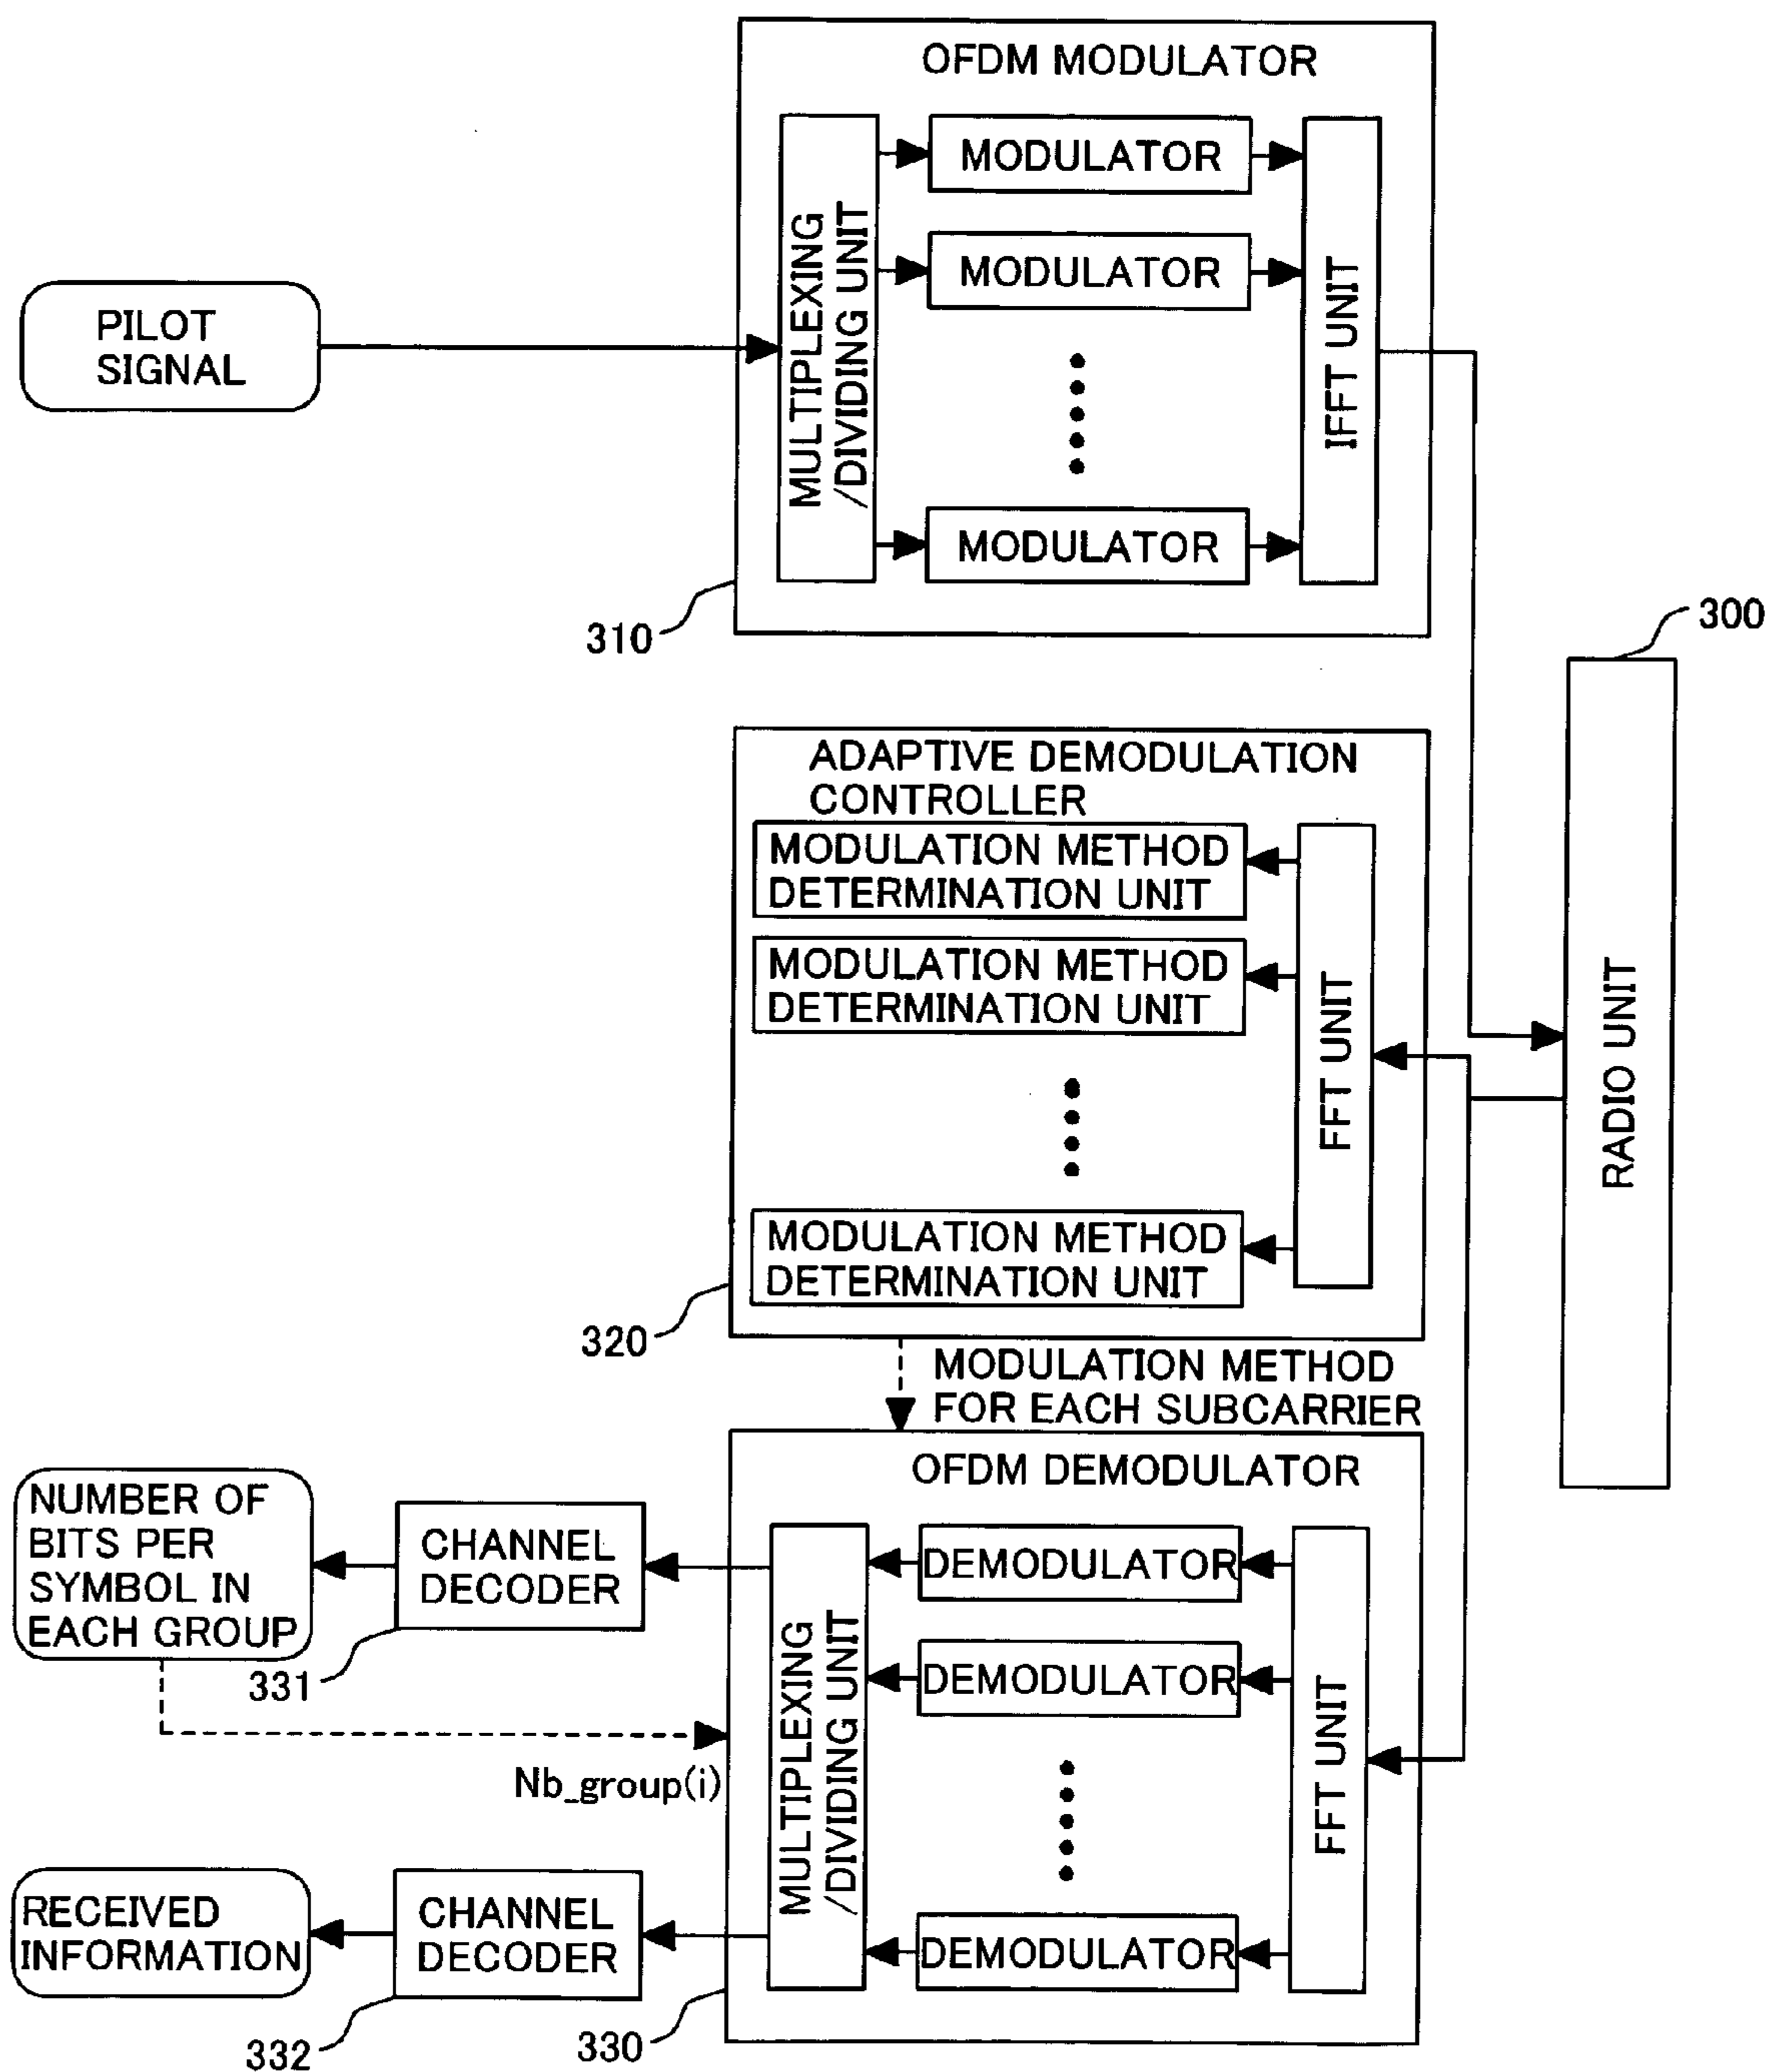 OFDM MODULATOR
MULTIPLEXING
/DIVIDING UNIT
MODULATOR
MODULATOR
MODULATOR
IFFT UNIT
PILOT
SIGNAL
310
300
RADIO UNIT
ADAPTIVE DEMODULATION
CONTROLLER
MODULATION METHOD
DETERMINATION UNIT
MODULATION METHOD
DETERMINATION UNIT
MODULATION METHOD
DETERMINATION UNIT
FFT UNIT
320
MODULATION METHOD
FOR EACH SUBCARRIER
OFDM DEMODULATOR
NUMBER OF
BITS PER
SYMBOL IN
EACH GROUP
CHANNEL
DECODER
331
Nb_group(i)
MULTIPLEXING
/DIVIDING UNIT
DEMODULATOR
DEMODULATOR
DEMODULATOR
FFT UNIT
RECEIVED
INFORMATION
CHANNEL
DECODER
332
330